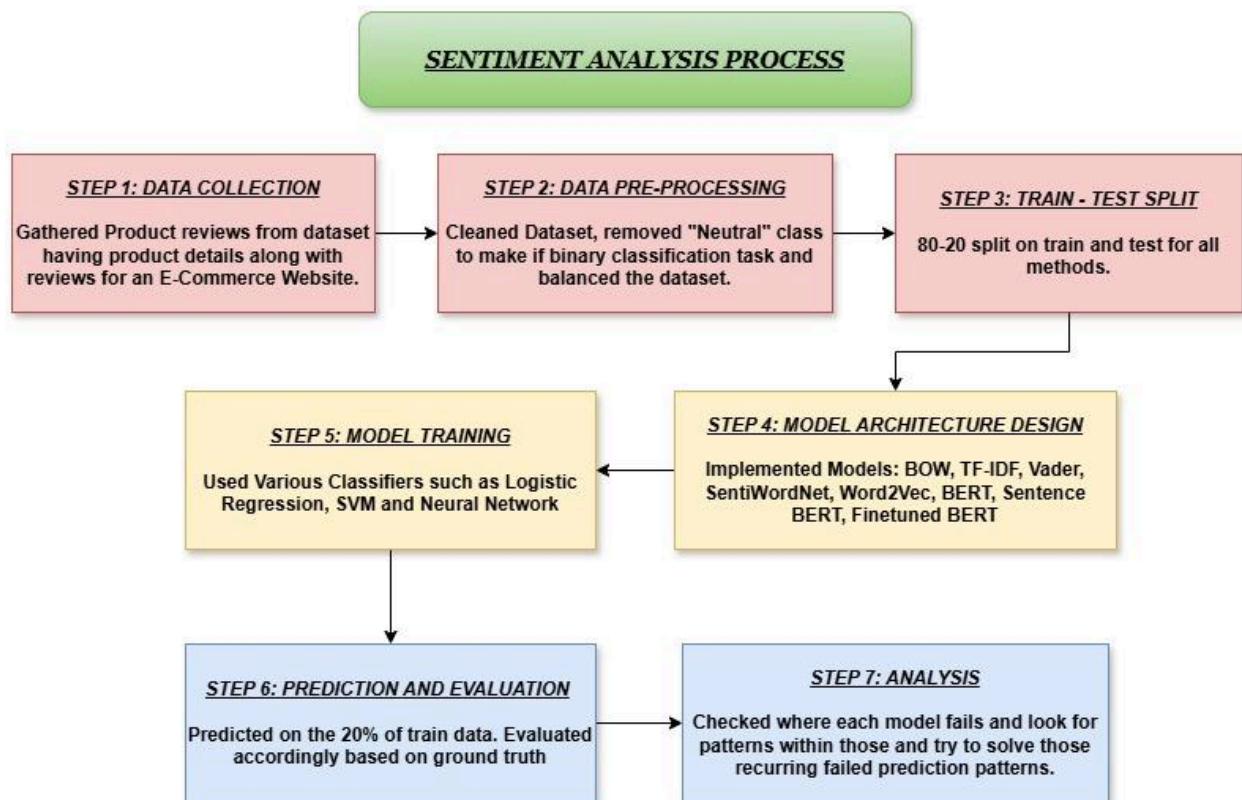 SENTIMENT ANALYSIS PROCESS
STEP 1: DATA COLLECTION
Gathered Product reviews from dataset
having product details along with
reviews for an E-Commerce Website.
STEP 2: DATA PRE-PROCESSING
Cleaned Dataset, removed "Neutral" class
to make if binary classification task and
balanced the dataset.
STEP 3: TRAIN - TEST SPLIT
80-20 split on train and test for all
methods.
STEP 4: MODEL ARCHITECTURE DESIGN
Implemented Models: BOW, TF-IDF, Vader,
SentiWordNet, Word2Vec, BERT, Sentence
BERT, Finetuned BERT
STEP 5: MODEL TRAINING
Used Various Classifiers such as Logistic
Regression, SVM and Neural Network
STEP 6: PREDICTION AND EVALUATION
Predicted on the 20% of train data. Evaluated
accordingly based on ground truth
STEP 7: ANALYSIS
Checked where each model fails and look for
patterns within those and try to solve those
recurring failed prediction patterns.